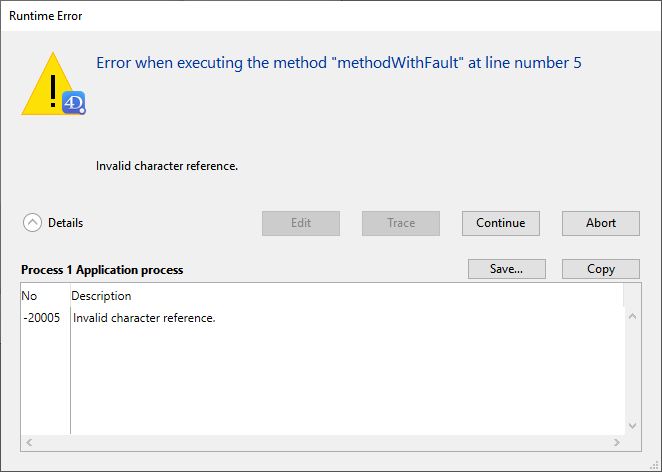 Runtime Error
Error when executing the method "methodWithFault" at line number 5
4D
Invalid character reference.
Details
Edit
Trace
Continue
Abort
Process 1 Application process
Save...
Copy
No Description
-20005 Invalid character reference.